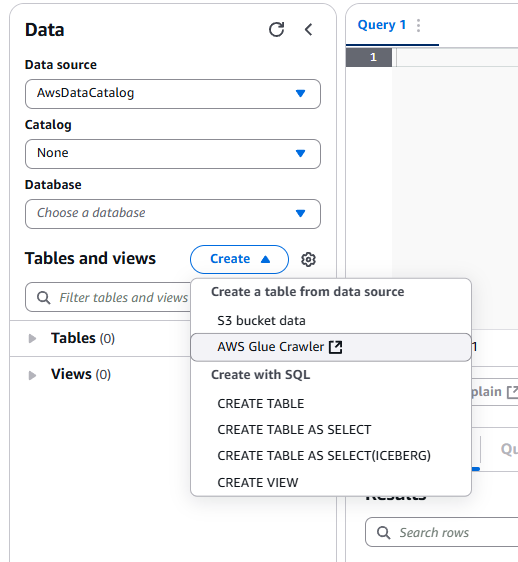 Data
Data source
AwsDataCatalog
Catalog
None
Database
Choose a database
Tables and views
Create
Filter tables and views
Tables (0)
Views (0)
Create a table from data source
S3 bucket data
AWS Glue Crawler
Create with SQL
CREATE TABLE
CREATE TABLE AS SELECT
CREATE TABLE AS SELECT(ICEBERG)
CREATE VIEW
Query 1
1
1
plain
Qu
Results
Search rows